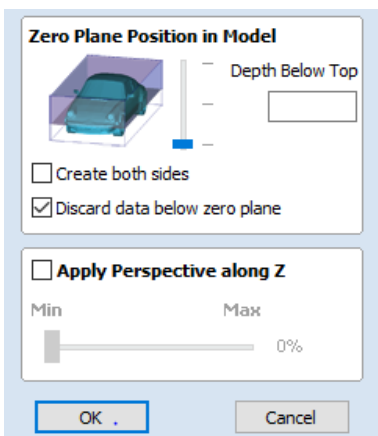 Zero Plane Position in Model
Depth Below Top
Create both sides
Discard data below zero plane
Apply Perspective along Z
Min Max
0%
OK .
Cancel